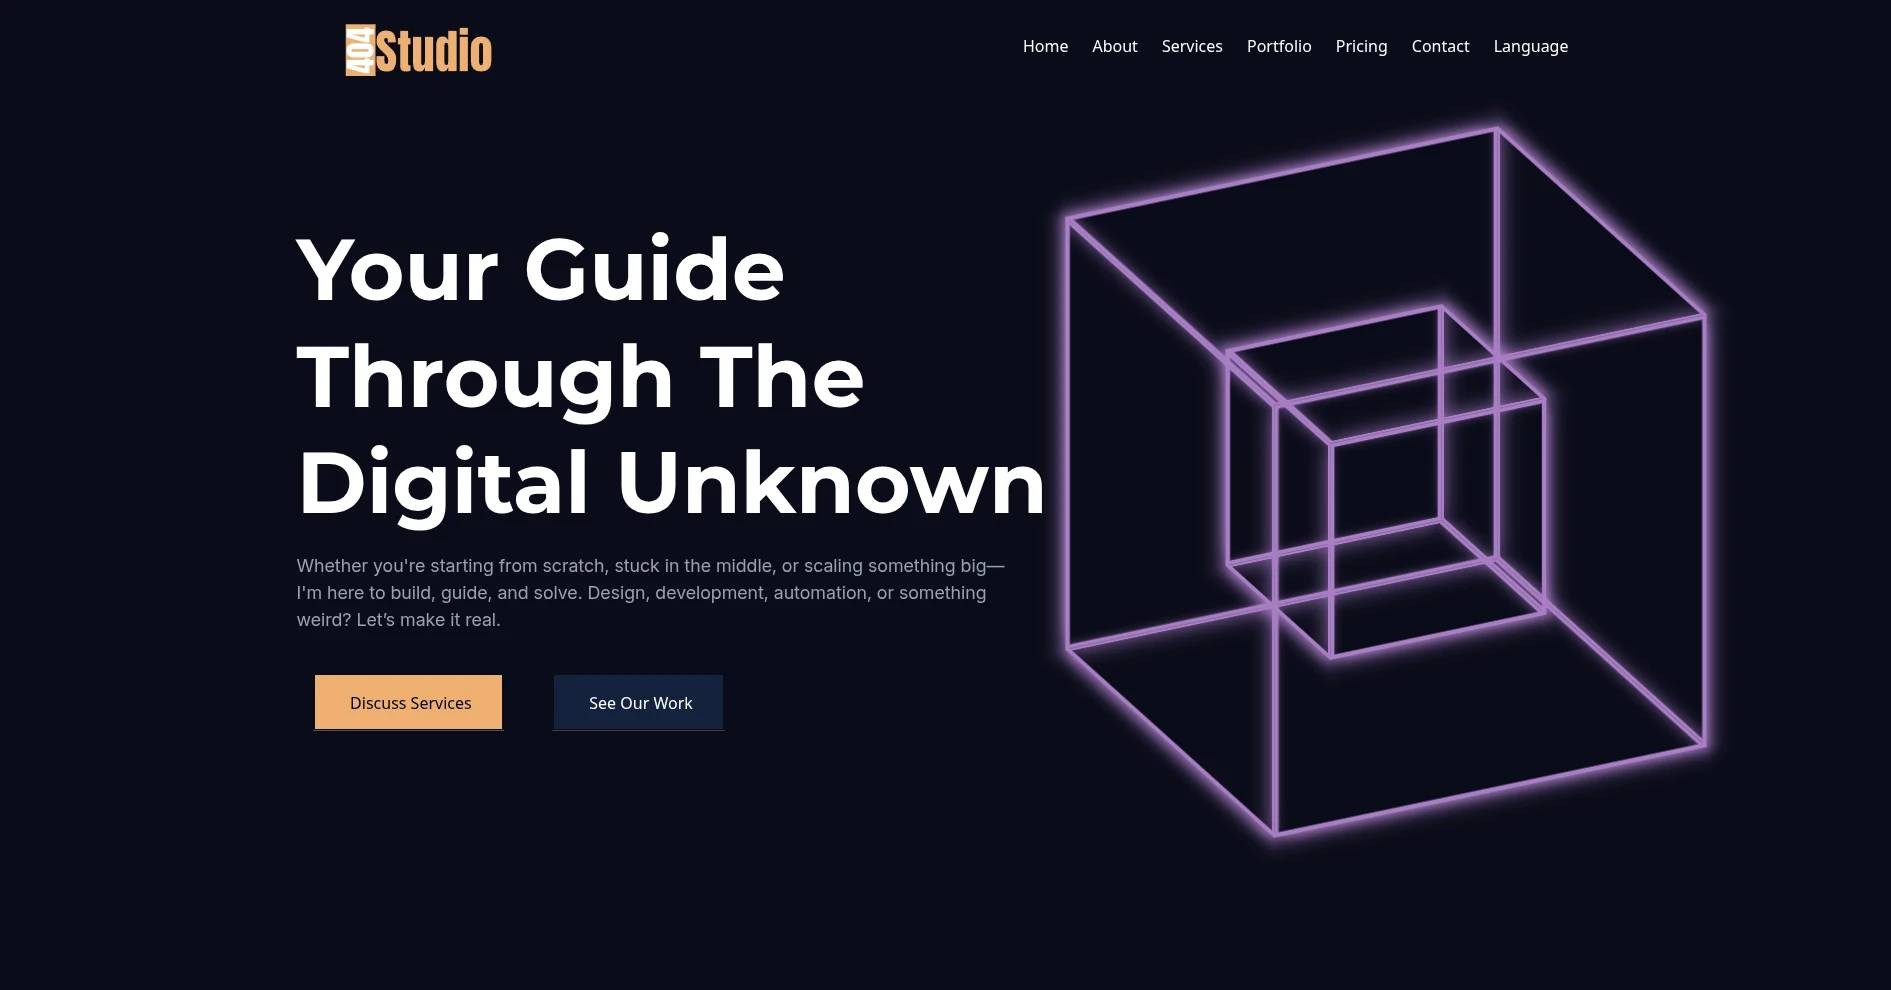 404Studio
Home About Services Portfolio Pricing Contact Language
Your Guide
Through The
Digital Unknown
Whether you're starting from scratch, stuck in the middle, or scaling something big—
I'm here to build, guide, and solve. Design, development, automation, or something
weird? Let’s make it real.
Discuss Services See Our Work